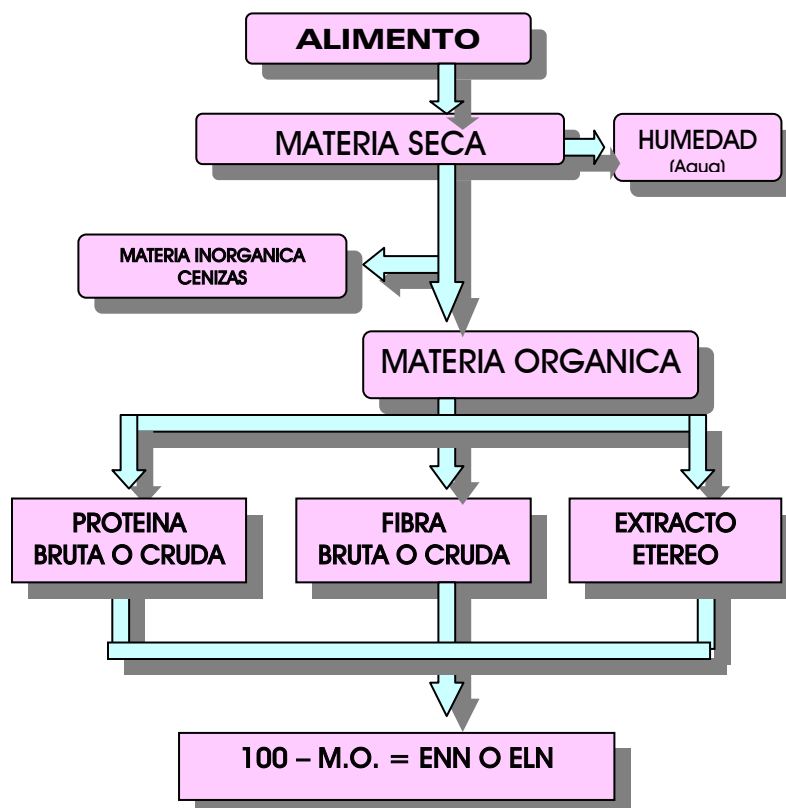 ALIMENTO
MATERIA SECA
HUMEDAD
(Agua)
MATERIA INORGANICA
CENIZAS
MATERIA ORGANICA
PROTEINA
BRUTA O CRUDA
FIBRA
BRUTA O CRUDA
EXTRACTO
ETEREO
100 – M.O. = ENN O ELN